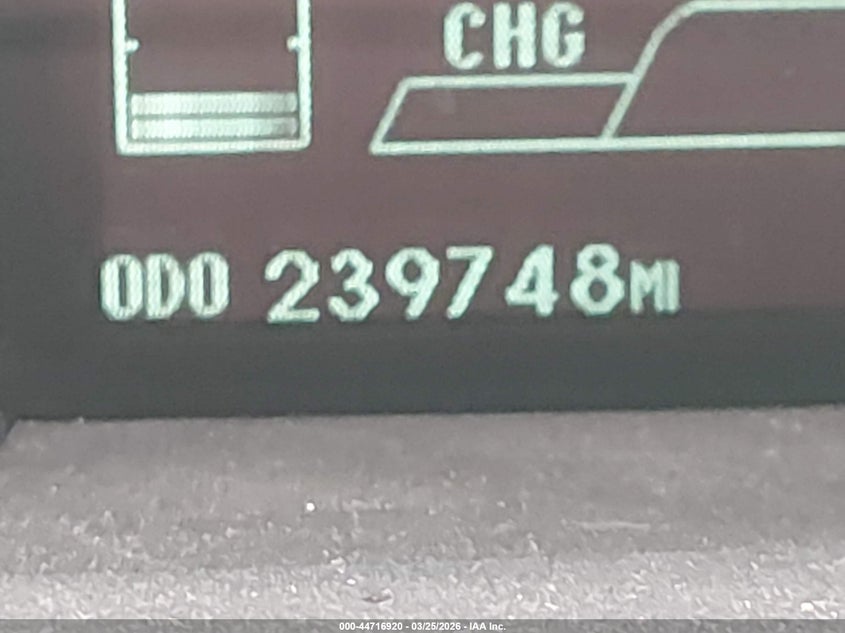 CHG
ODO 239748MI
000-44716920 - 03/25/2026 - IAA Inc.